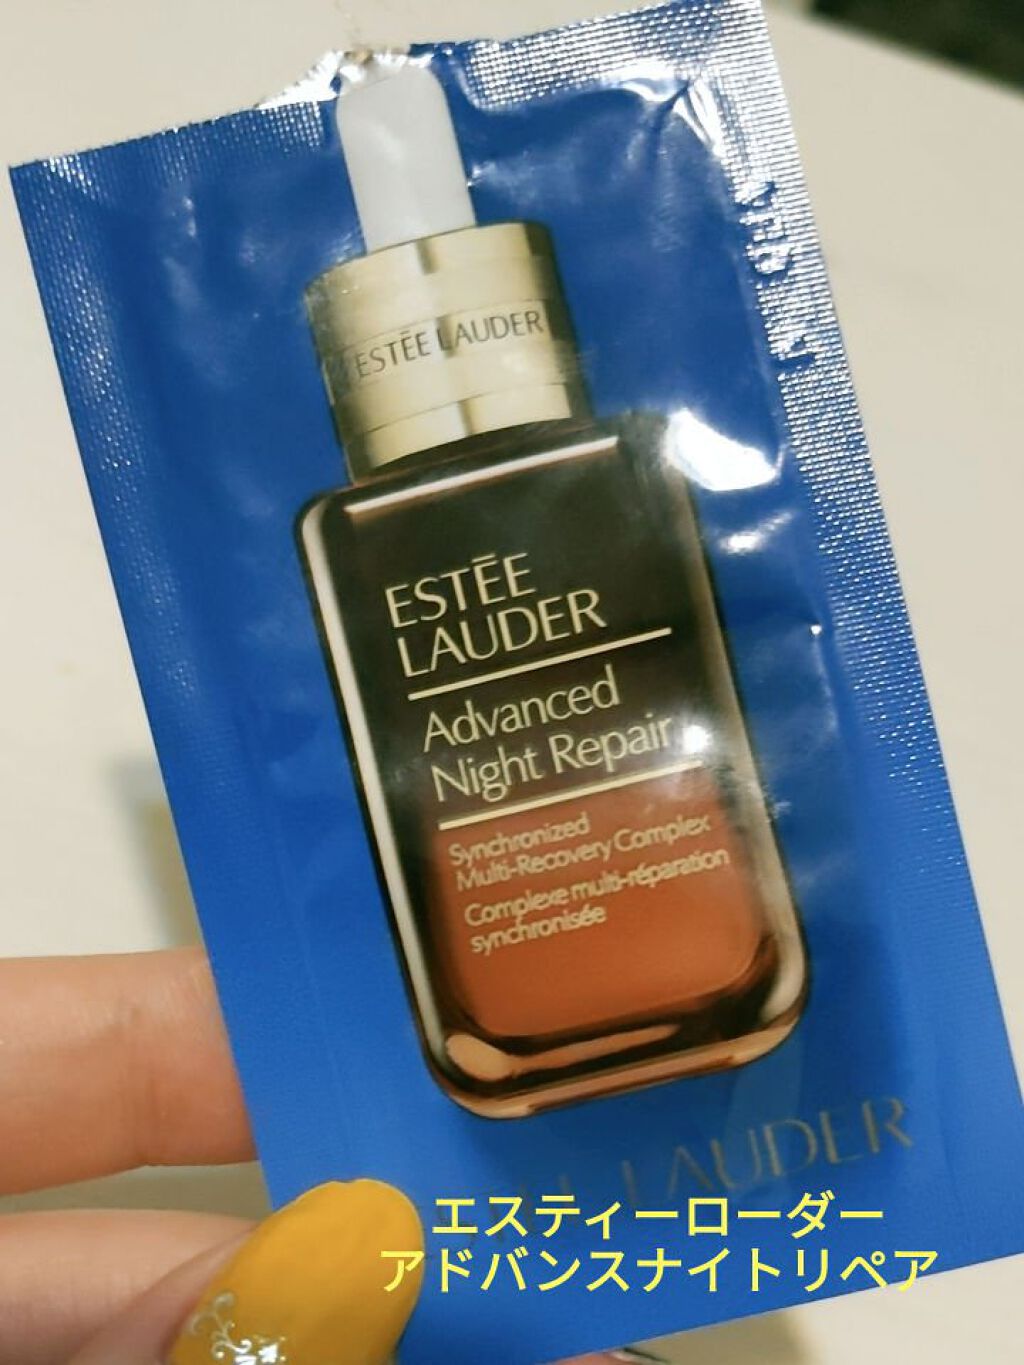 ESTĒE LAUDER
ESTĒE
LAUDER
Advanced
Night Repair
Synchronized
Multi-Recovery Complex
Complexe multi-réparation
synchronisée
LAUDER
エスティーローダー
アドバンスナイトリペア